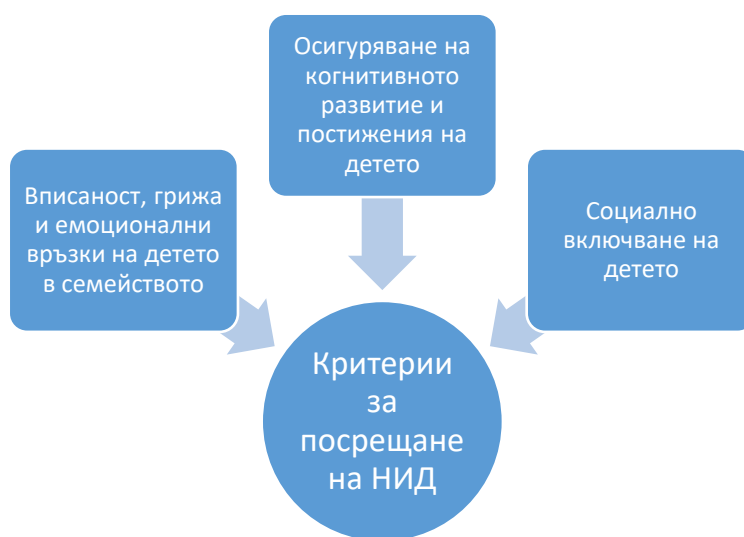 Осигуряване на
когнитивното
развитие и
постижения на
детето
Вписаност, грижа
и емоционални
връзки на детето
в семейството
Социално
включване на
детето
Критерии
за
посрещане
на НИД